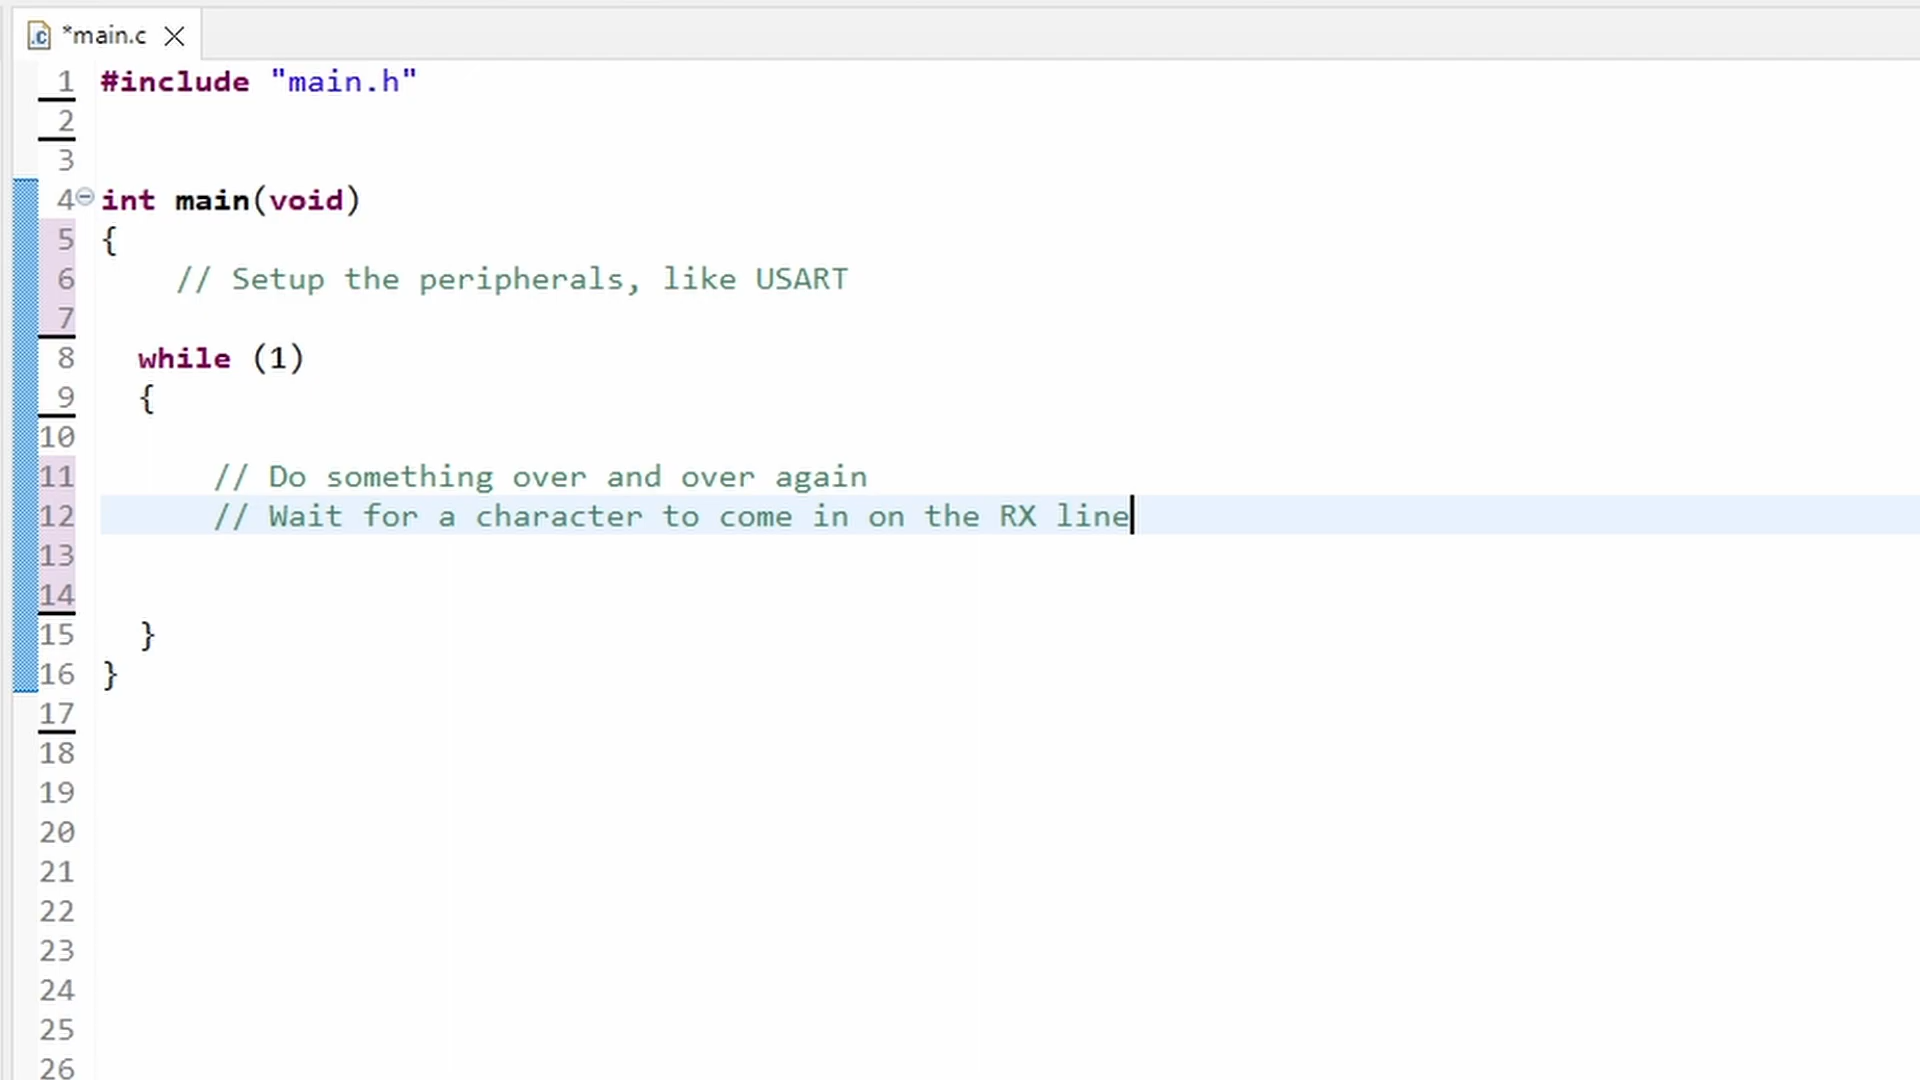 *main.c
1 #include "main.h"
2
3
4 int main(void)
5 {
6 // Setup the peripherals, like USART
7
8 while (1)
9 {
10
11 // Do something over and over again
12 // Wait for a character to come in on the RX line
13
14
15 }
16 }
17
18
19
20
21
22
23
24
25
26